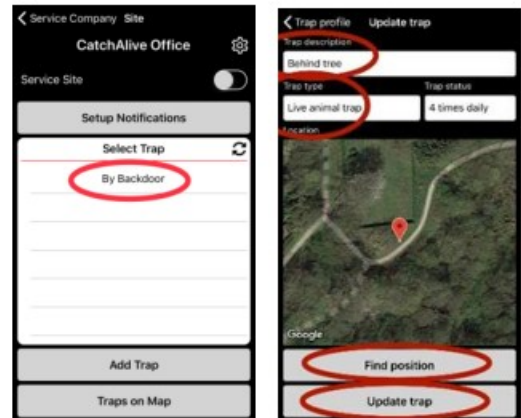 Service Company Site
CatchAlive Office
Service Site
Setup Notifications
Select Trap
By Backdoor
Add Trap
Traps on Map
Trap profile Update trap
Trap description
Behind tree
Trap type Trap status
Live animal trap 4 times daily
Location
Google
Find position
Update trap